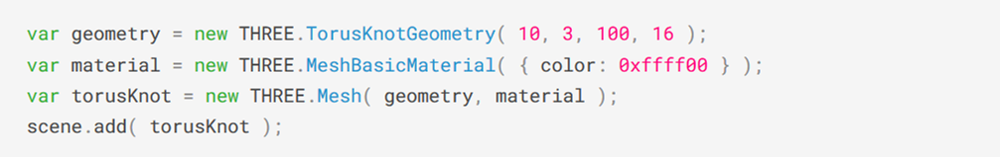 var geometry = new THREE.TorusKnotGeometry( 10, 3, 100, 16 );
var material = new THREE.MeshBasicMaterial( { color: 0xffff00 } );
var torusKnot = new THREE.Mesh( geometry, material );
scene.add( torusKnot );